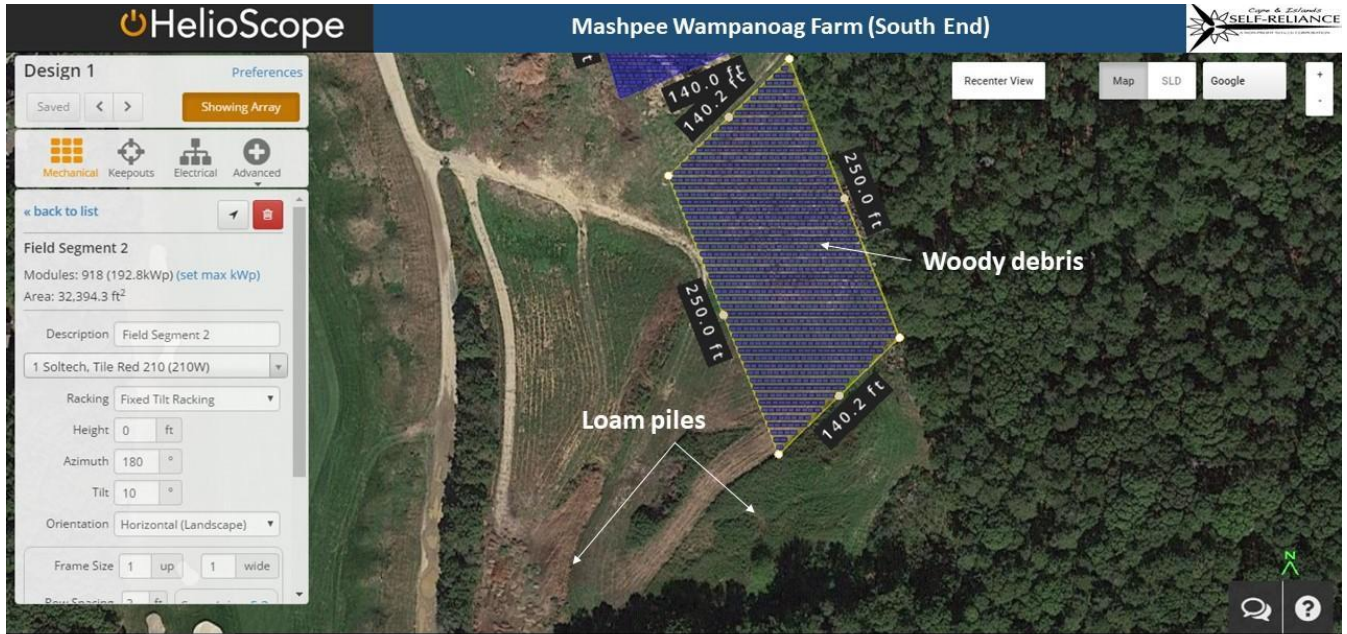 HelioScope
Mashpee Wampanoag Farm (South End)
Cape & Islands
SELF-RELIANCE
Design 1
Preferences
Saved < >
Showing Array
Mechanical Keepouts Electrical Advanced
« back to list
Field Segment 2
Modules: 918 (192.8kWp) (set max kWp)
Area: 32,394.3 ft²
Description Field Segment 2
1 Soltech, Tile Red 210 (210W)
Racking Fixed Tilt Racking
Height 0 ft
Azimuth 180 °
Tilt 10 °
Orientation Horizontal (Landscape)
Frame Size 1 up 1 wide
Recenter View
Map SLD
Google
+
-
140.0 ft
140.2 ft
250.0 ft
Woody debris
250.0 ft
140.2 ft
Loam piles
N
?